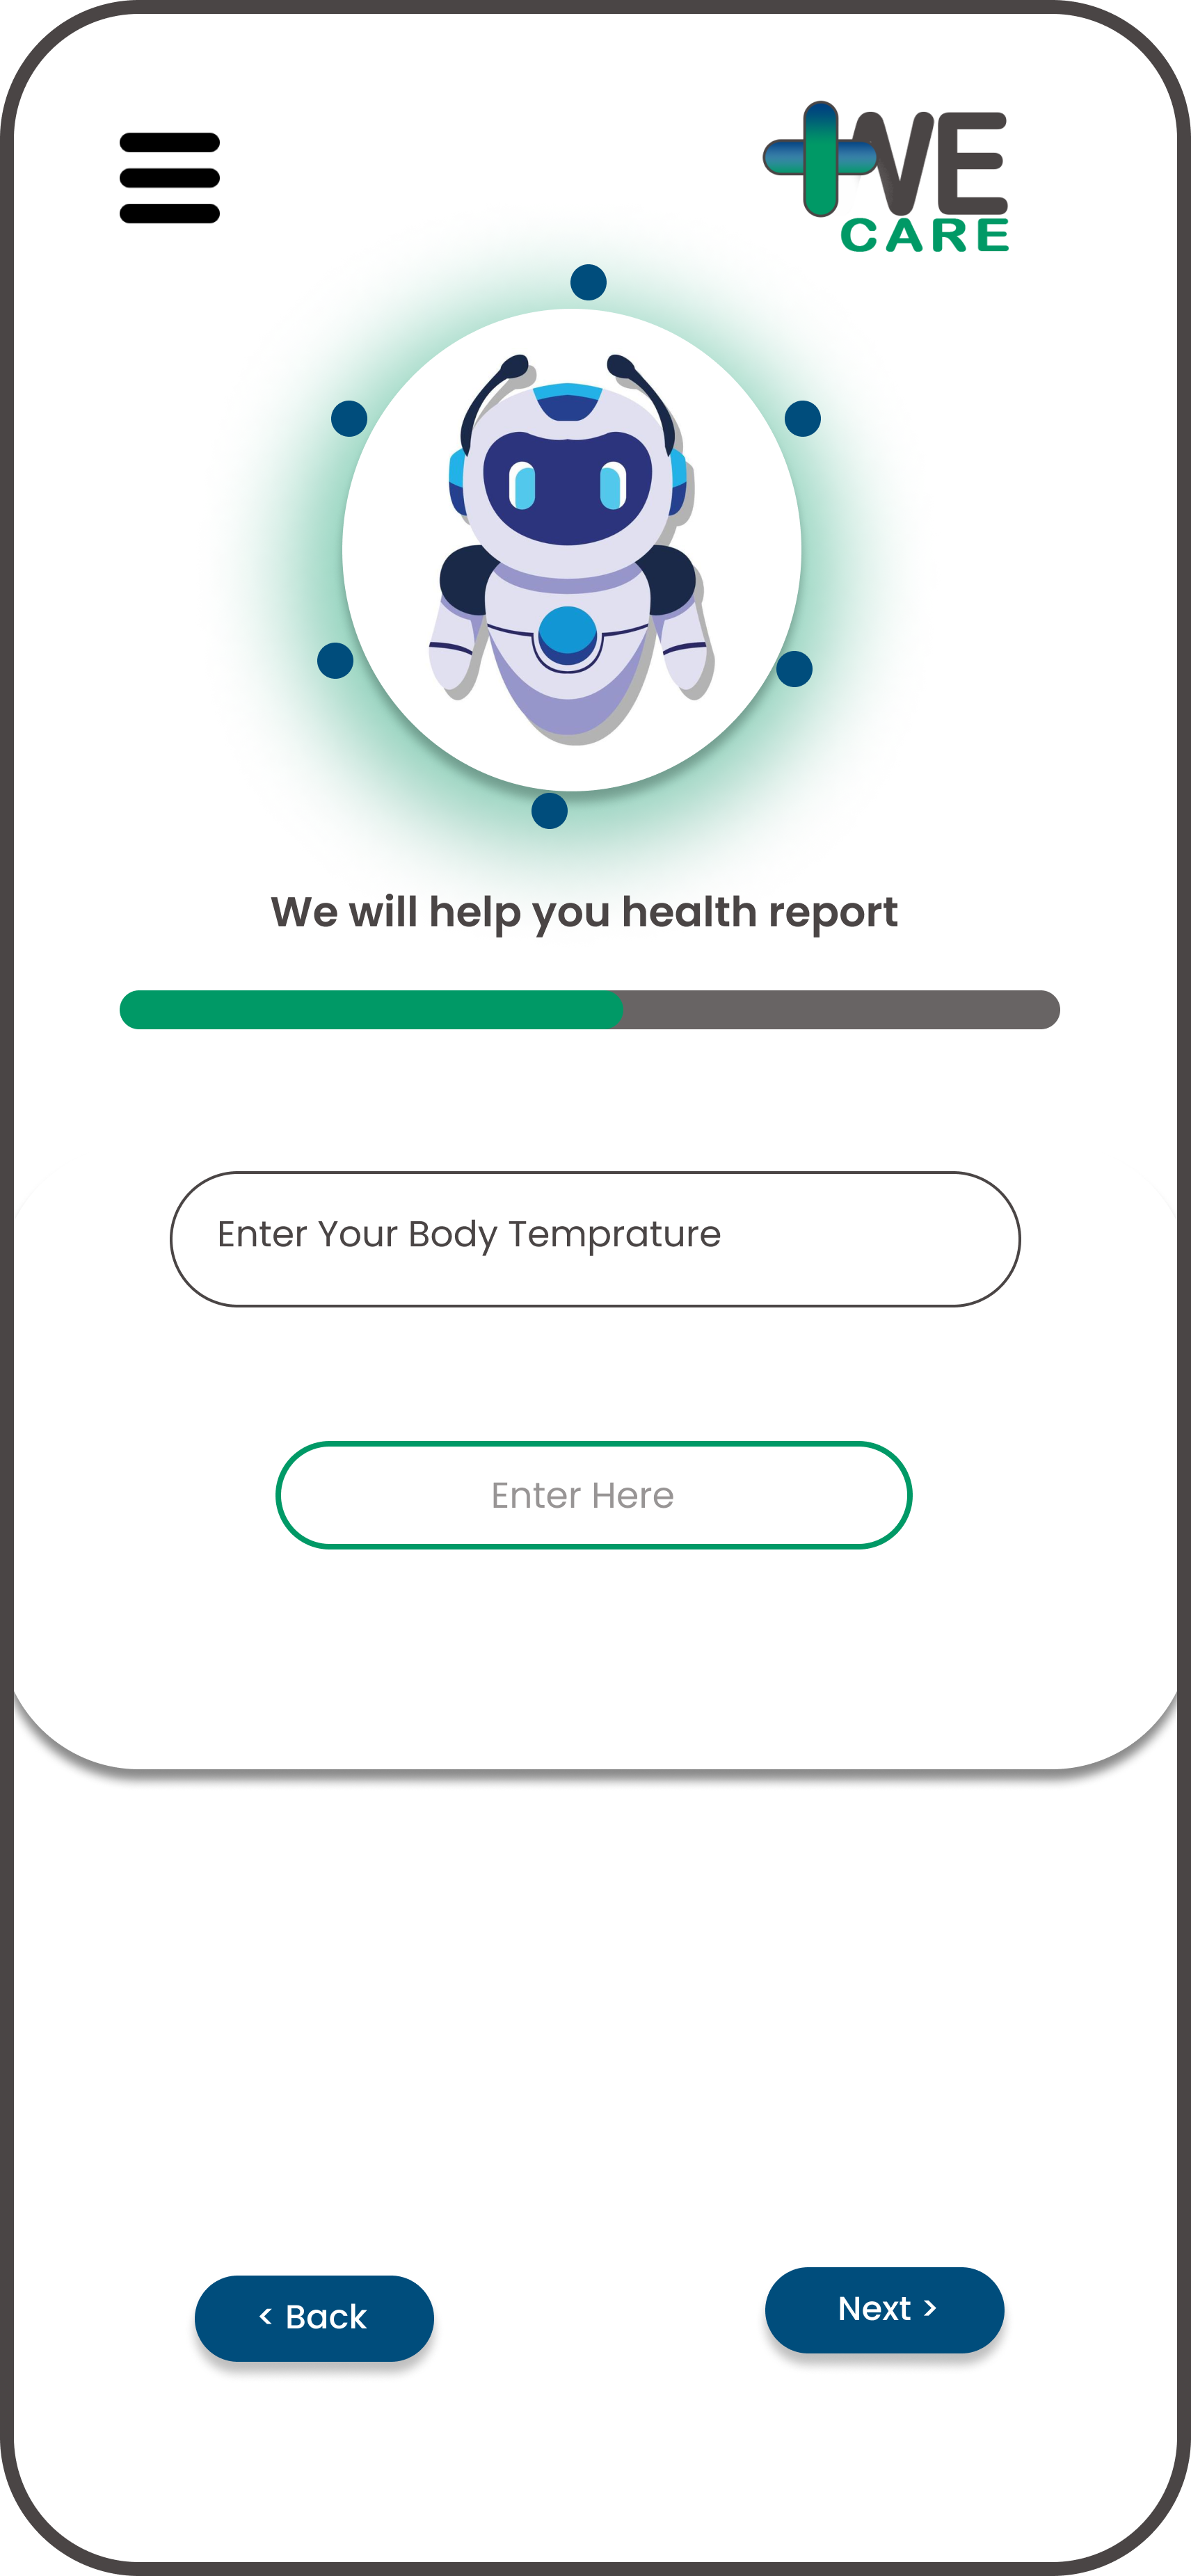 WE
CARE
We will help you health report
Enter Your Body Temprature
Enter Here
< Back
Next >